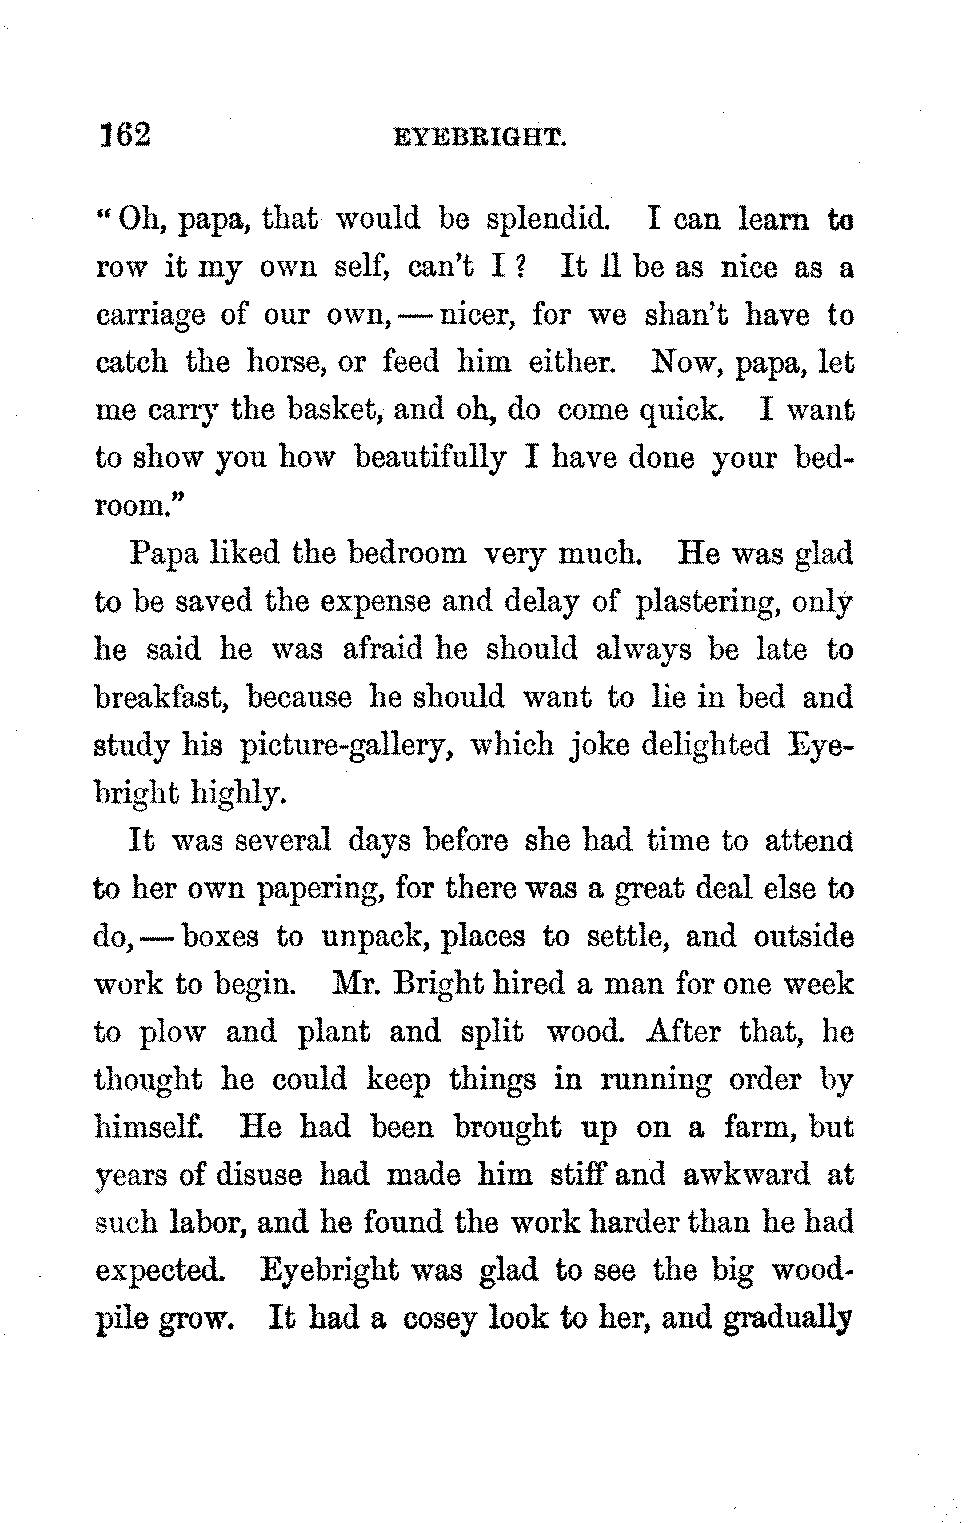 162 EYEBRIGHT.
“Oh, papa, that would be splendid. I can learn to
row it my own self, can't I? It ll be as nice as a
carriage of our own,—nicer, for we shan't have to
catch the horse, or feed him either. Now, papa, let
me carry the basket, and oh, do come quick. I want
to show you how beautifully I have done your bed-
room.”
Papa liked the bedroom very much. He was glad
to be saved the expense and delay of plastering, only
he said he was afraid he should always be late to
breakfast, because he should want to lie in bed and
study his picture-gallery, which joke delighted Eye-
bright highly.
It was several days before she had time to attend
to her own papering, for there was a great deal else to
do,—boxes to unpack, places to settle, and outside
work to begin. Mr. Bright hired a man for one week
to plow and plant and split wood. After that, he
thought he could keep things in running order by
himself. He had been brought up on a farm, but
years of disuse had made him stiff and awkward at
such labor, and he found the work harder than he had
expected. Eyebright was glad to see the big wood-
pile grow. It had a cosey look to her, and gradually